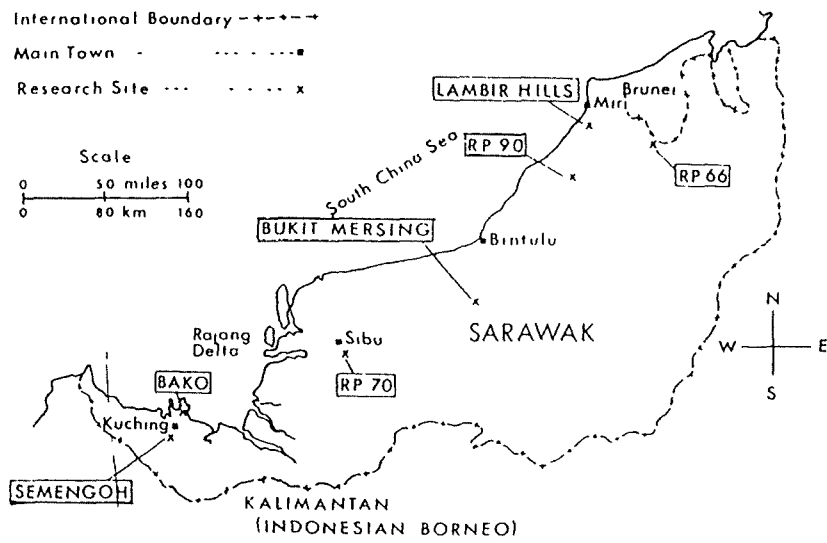 International Boundary
Main Town
Research Site
Scale
0 50 miles 100
0 80 km 160
LAMBIR HILLS
Miri
Brunei
RP 90
RP 66
South China Sea
BUKIT MERSING
Bintulu
SARAWAK
N
W E
S
Rajang
Delta
Sibu
RP 70
BAKO
Kuching
SEMENGOH
KALIMANTAN
(INDONESIAN BORNEO)